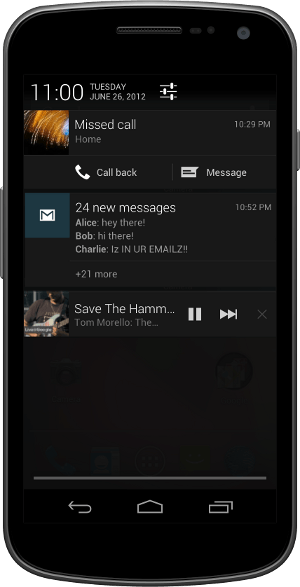 11:00
TUESDAY
JUNE 26, 2012
Missed call 10:29 PM
Home
Call back Message
24 new messages 10:52 PM
Alice: hey there!
Bob: hi there!
Charlie: Iz IN UR EMAILZ!!
+21 more
Save The Hamm...
Tom Morello: The...